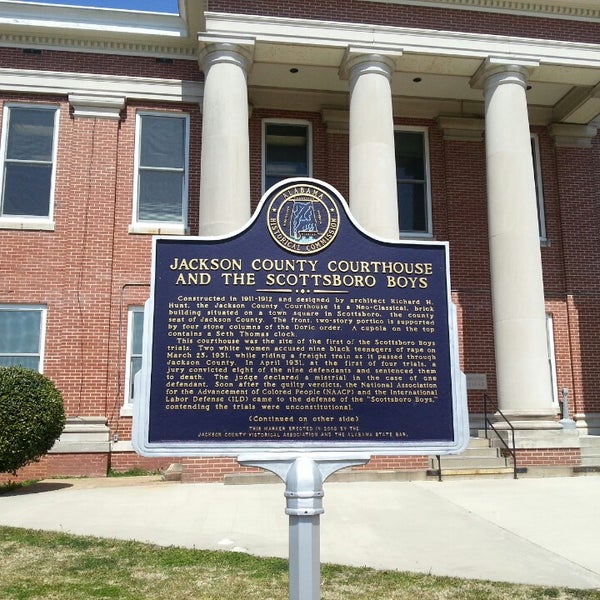 ALABAMA
HISTORICAL COMMISSION
JACKSON COUNTY COURTHOUSE
AND THE SCOTTSBORO BOYS
Constructed in 1911-1912 and designed by architect Richard H.
Hunt, the Jackson County Courthouse is a Neo-Classical, brick
building situated on a town square in Scottsboro, the county
seat of Jackson County. The front, two-story portico is supported
by four stone columns of the Doric order. A cupola on the top
contains a Seth Thomas clock.
This courthouse was the site of the first of the Scottsboro Boys
trials. Two white women accused nine black teenagers of rape on
March 25, 1931, while riding a freight train as it passed through
Jackson County. In April 1931, at the first of four trials, a
jury convicted eight of the nine defendants and sentenced them
to death. The judge declared a mistrial in the case of one
defendant. Soon after the guilty verdicts, the National Association
for the Advancement of Colored People (NAACP) and the International
Labor Defense (ILD) came to the defense of the "Scottsboro Boys,"
contending the trials were unconstitutional.
(Continued on other side)
THIS MARKER ERECTED IN 2003 BY THE
JACKSON COUNTY HISTORICAL ASSOCIATION AND THE ALABAMA STATE BAR.